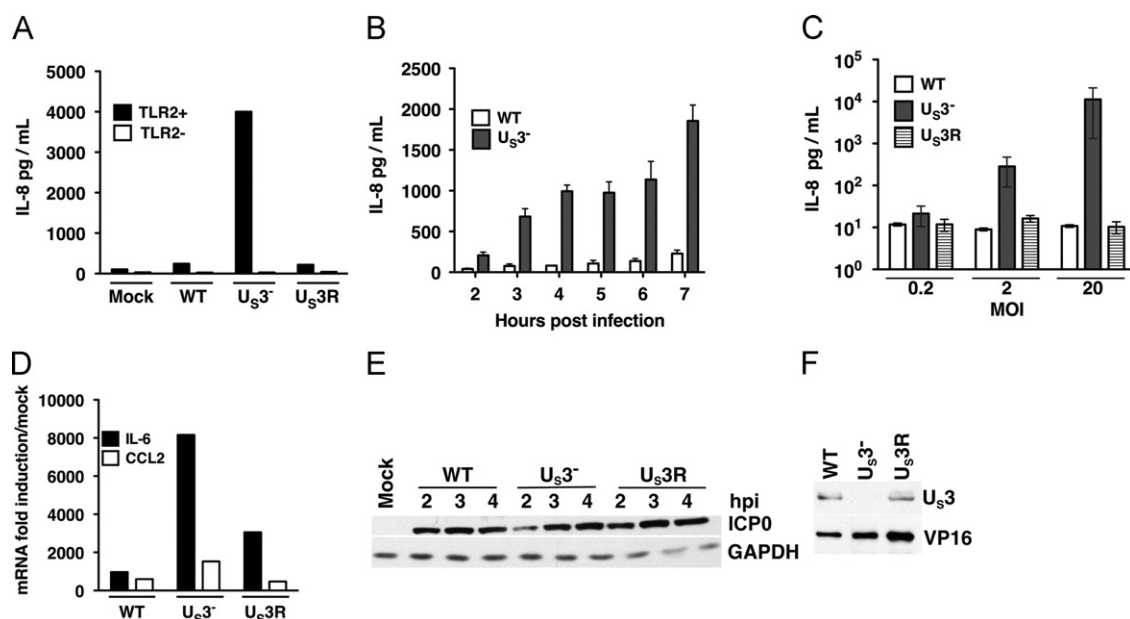 A
IL-8 pg / mL
5000
4000
3000
2000
1000
0
TLR2+
TLR2-
Mock
WT
US3-
US3R
B
IL-8 pg / mL
2500
2000
1500
1000
500
0
WT
US3-
2 3 4 5 6 7
Hours post infection
C
IL-8 pg / mL
10^5
10^4
10^3
10^2
10^1
10^0
WT
US3-
US3R
0.2 2 20
MOI
D
mRNA fold induction/mock
10000
8000
6000
4000
2000
0
IL-6
CCL2
WT
US3-
US3R
E
Mock
WT US3- US3R
2 3 4 2 3 4 2 3 4 hpi
ICP0
GAPDH
F
WT
US3-
US3R
US3
VP16